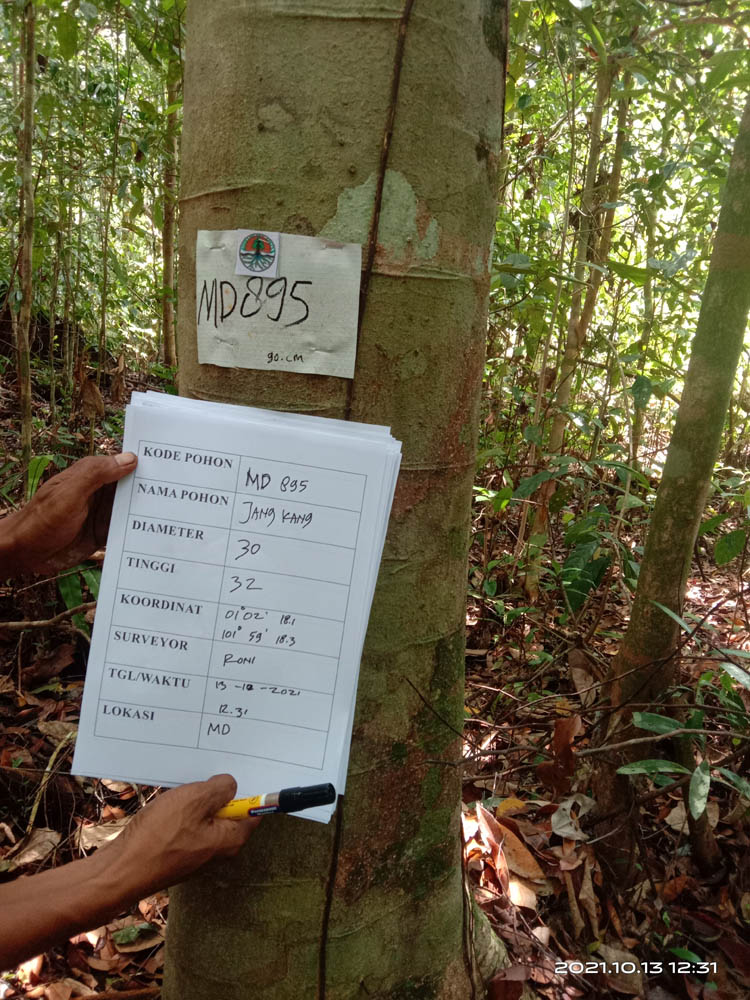 MD 895
90.cm
KODE POHON MD 895
NAMA POHON JANG KANG
DIAMETER 30
TINGGI 32
KOORDINAT 01° 02' 18.1
101° 59' 18.3
SURVEYOR RONI
TGL/WAKTU 13 -10 -2021
12.31
LOKASI MD
2021.10.13 12:31